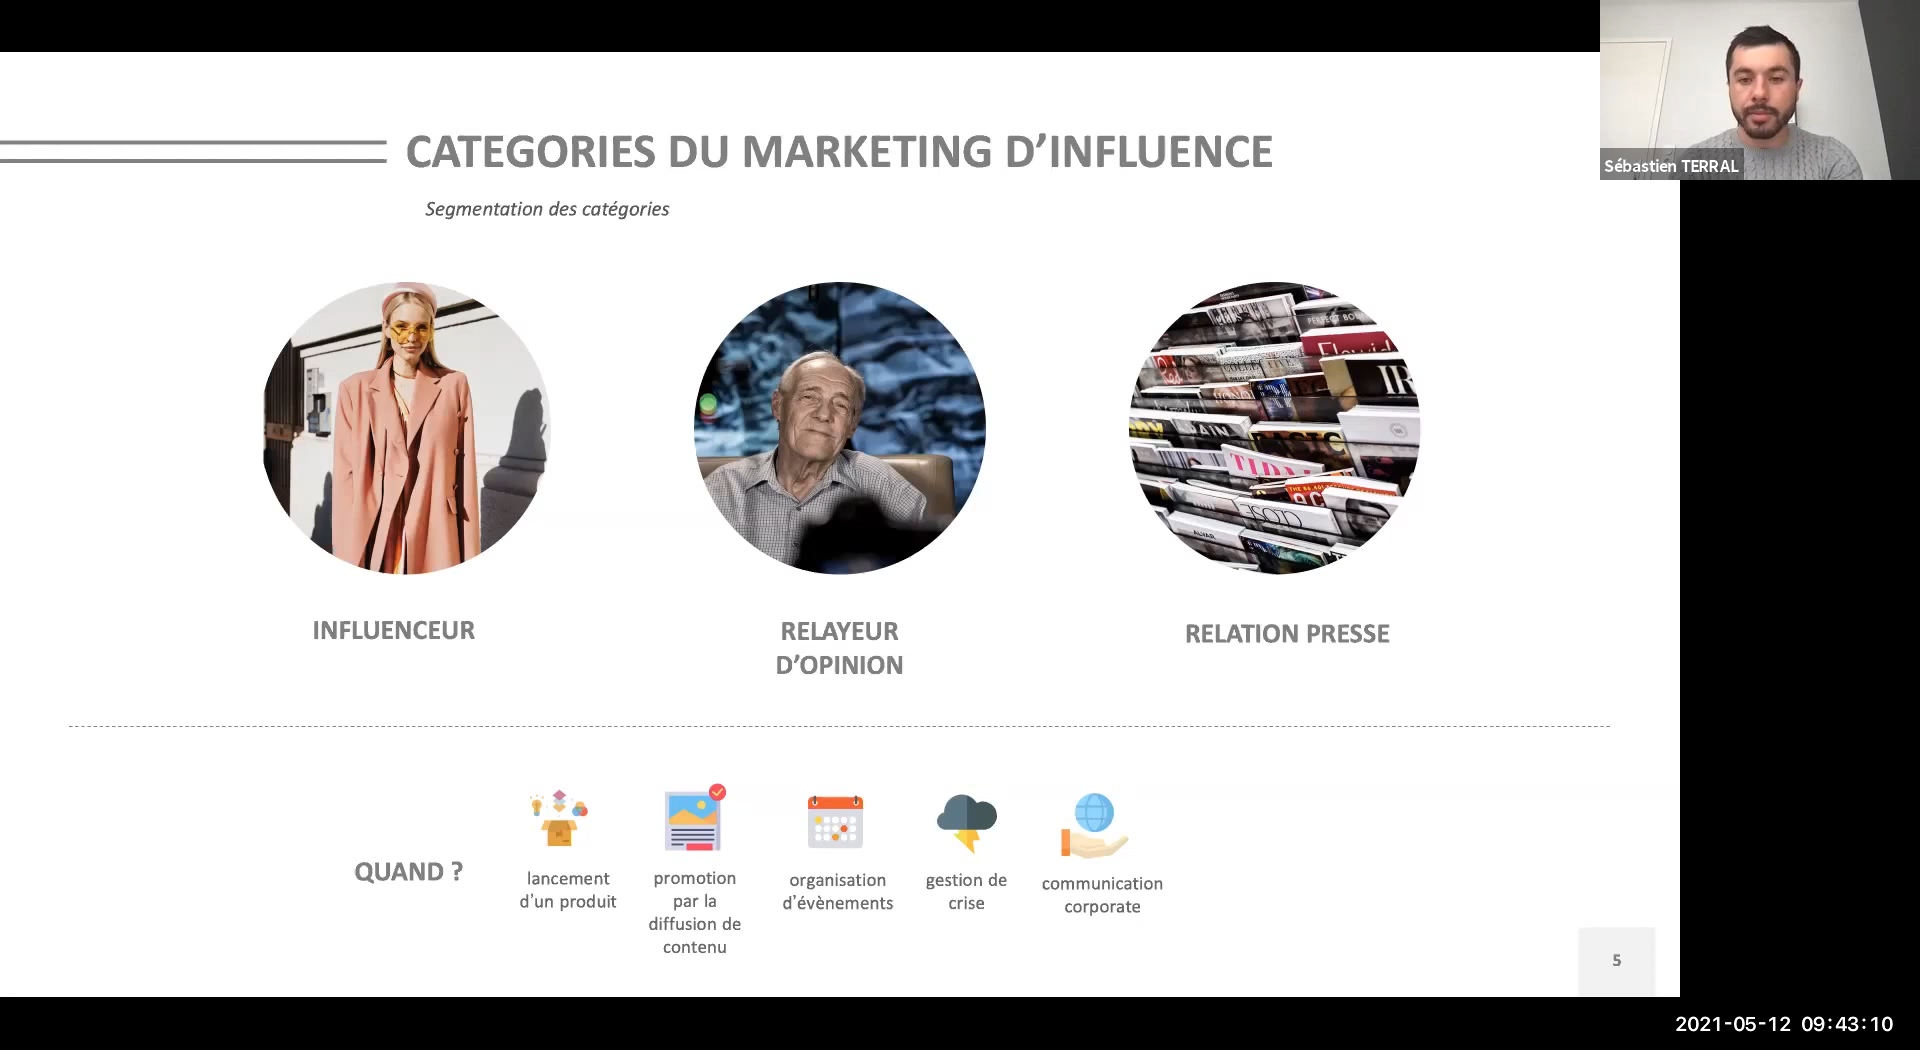 CATEGORIES DU MARKETING D’INFLUENCE
Sébastien TERRAL
Segmentation des catégories
INFLUENCEUR
RELAYEUR
D’OPINION
RELATION PRESSE
QUAND ?
lancement
d’un produit
promotion
par la
diffusion de
contenu
organisation
d’évènements
gestion de
crise
communication
corporate
5
2021-05-12 09:43:10